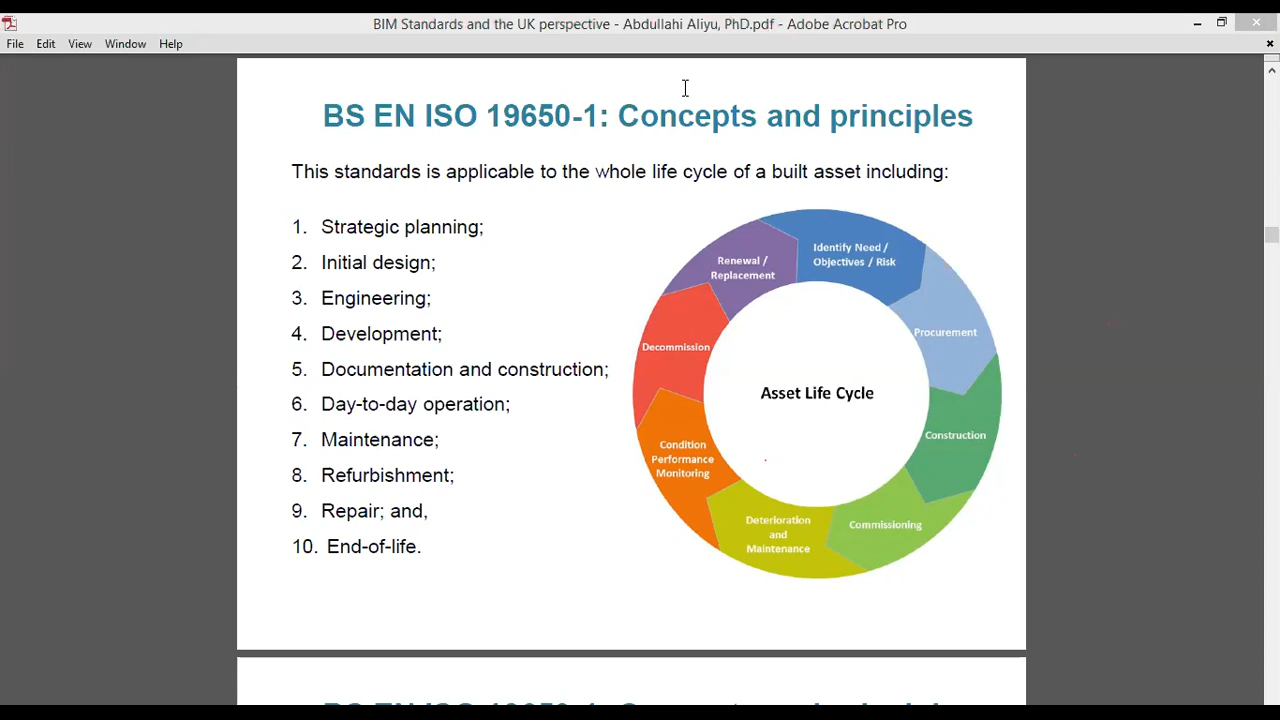 BIM Standards and the UK perspective - Abdullahi Aliyu, PhD.pdf - Adobe Acrobat Pro
File Edit View Window Help
BS EN ISO 19650-1: Concepts and principles
This standards is applicable to the whole life cycle of a built asset including:
1. Strategic planning;
2. Initial design;
3. Engineering;
4. Development;
5. Documentation and construction;
6. Day-to-day operation;
7. Maintenance;
8. Refurbishment;
9. Repair; and,
10. End-of-life.
Identify Need /
Objectives / Risk
Procurement
Construction
Commissioning
Deterioration
and
Maintenance
Condition
Performance
Monitoring
Decommission
Renewal /
Replacement
Asset Life Cycle